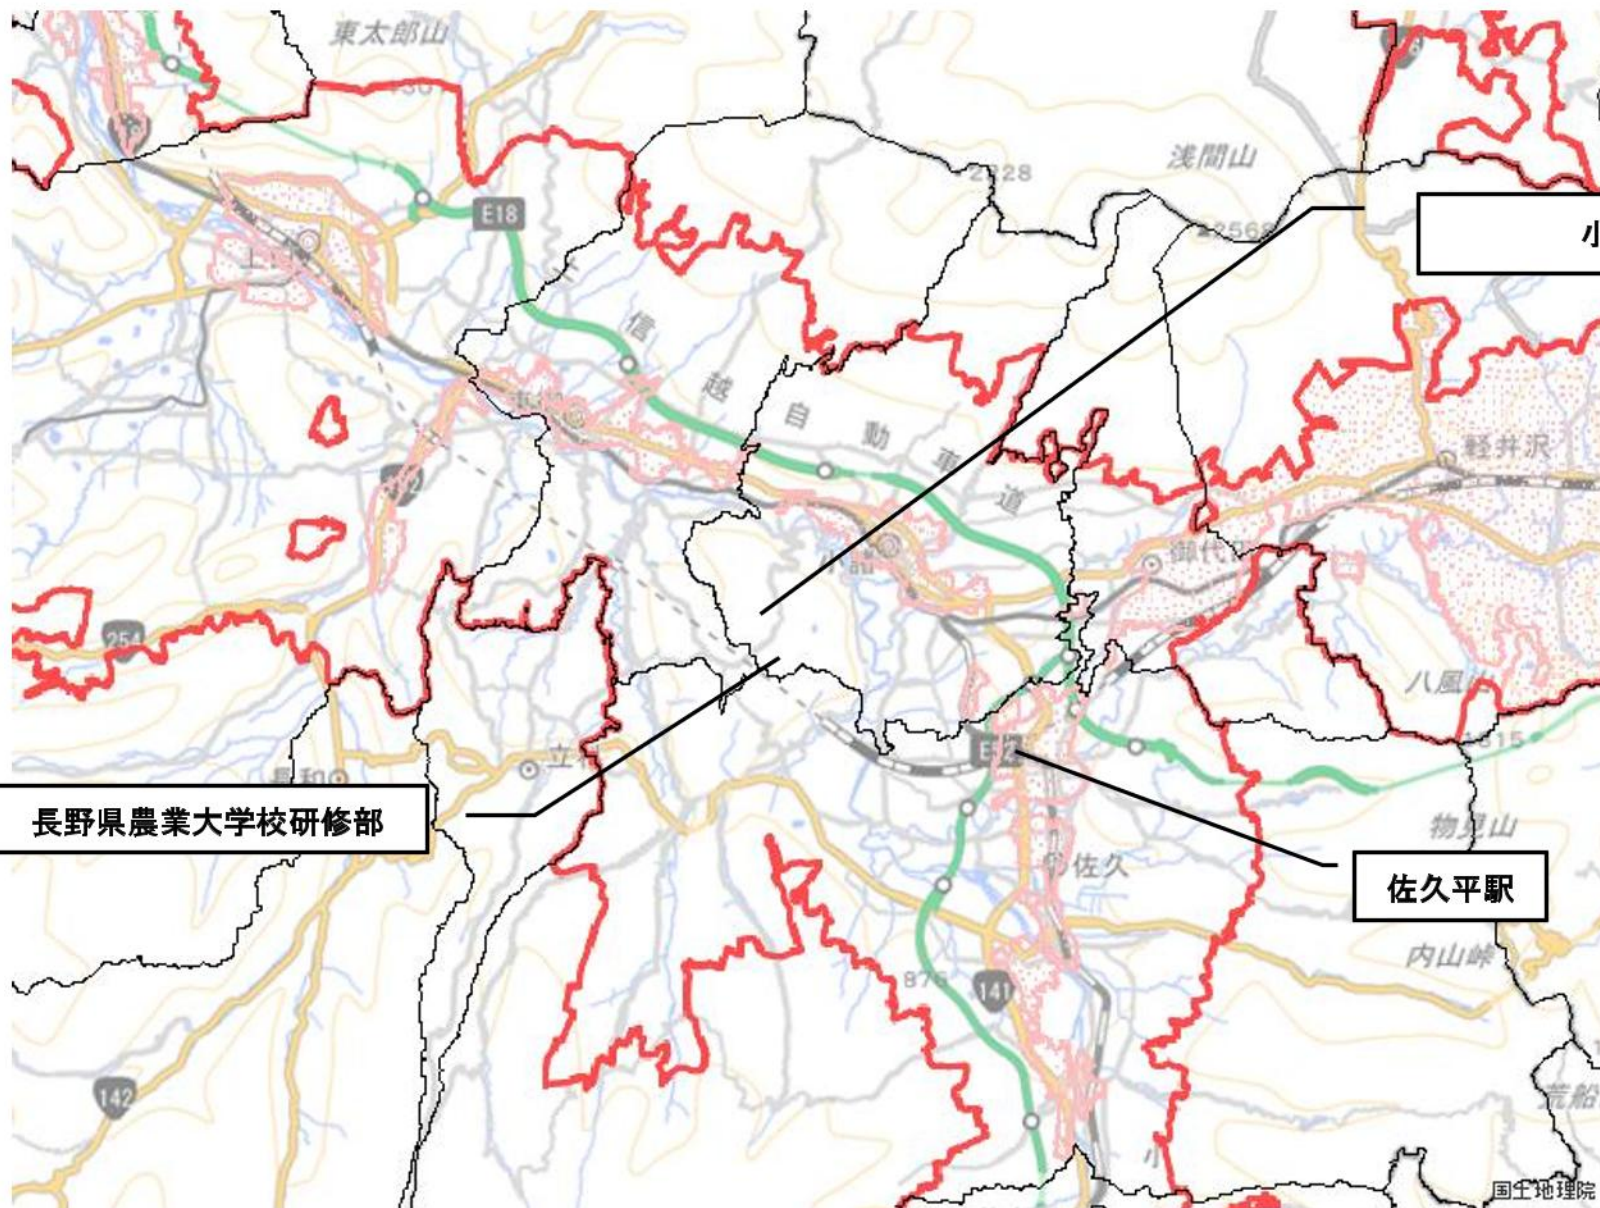 東太郎山
浅間山
2568
E18
信
越
自
動
車
道
軽井沢
御代田
254
八風山
立科
長和
長野県農業大学校研修部
物見山
佐久
佐久平駅
内山峠
876
141
142
荒船
小
小
国土地理院